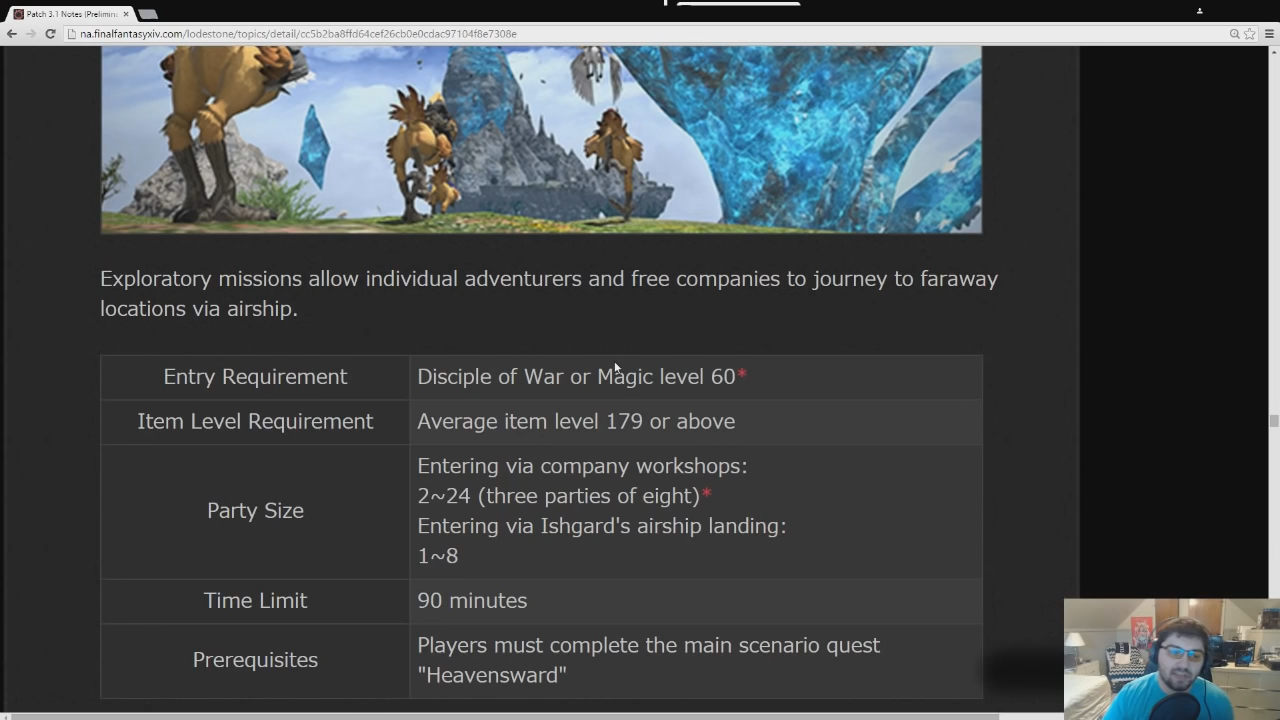 Patch 3.1 Notes (Prelimin
na.finalfantasyxiv.com/lodestone/topics/detail/cc5b2ba8ffd64cef26cb0e0cdac97104f8e7308e
Exploratory missions allow individual adventurers and free companies to journey to faraway
locations via airship.
Entry Requirement
Disciple of War or Magic level 60*
Item Level Requirement
Average item level 179 or above
Party Size
Entering via company workshops:
2~24 (three parties of eight)*
Entering via Ishgard's airship landing:
1~8
Time Limit
90 minutes
Prerequisites
Players must complete the main scenario quest
"Heavensward"